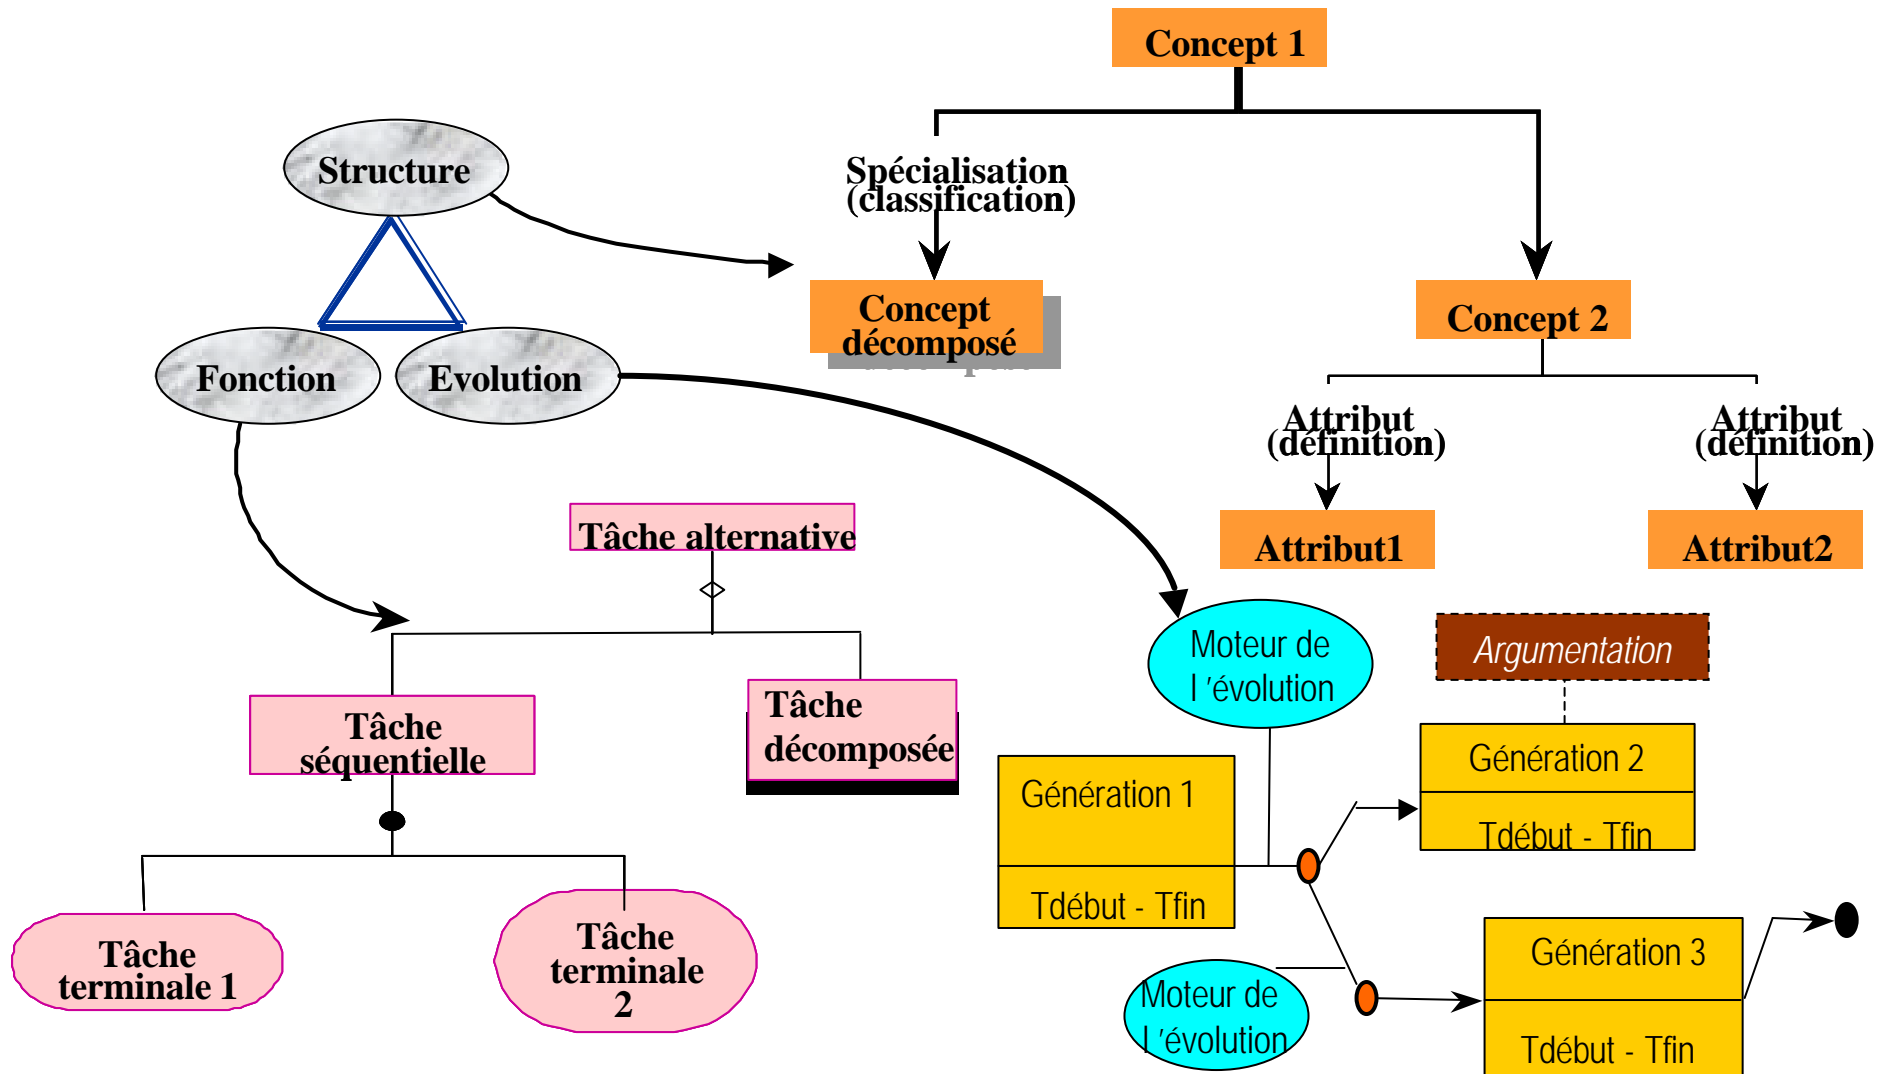 Concept 1
Structure
Spécialisation
(classification)
Concept
décomposé
Concept 2
Fonction
Evolution
Attribut
(définition)
Attribut
(définition)
Attribut1
Attribut2
Tâche alternative
Tâche
séquentielle
Tâche
décomposée
Tâche
terminale 1
Tâche
terminale
2
Moteur de
l ’évolution
Argumentation
Génération 1
Tdébut - Tfin
Génération 2
Tdébut - Tfin
Moteur de
l ’évolution
Génération 3
Tdébut - Tfin